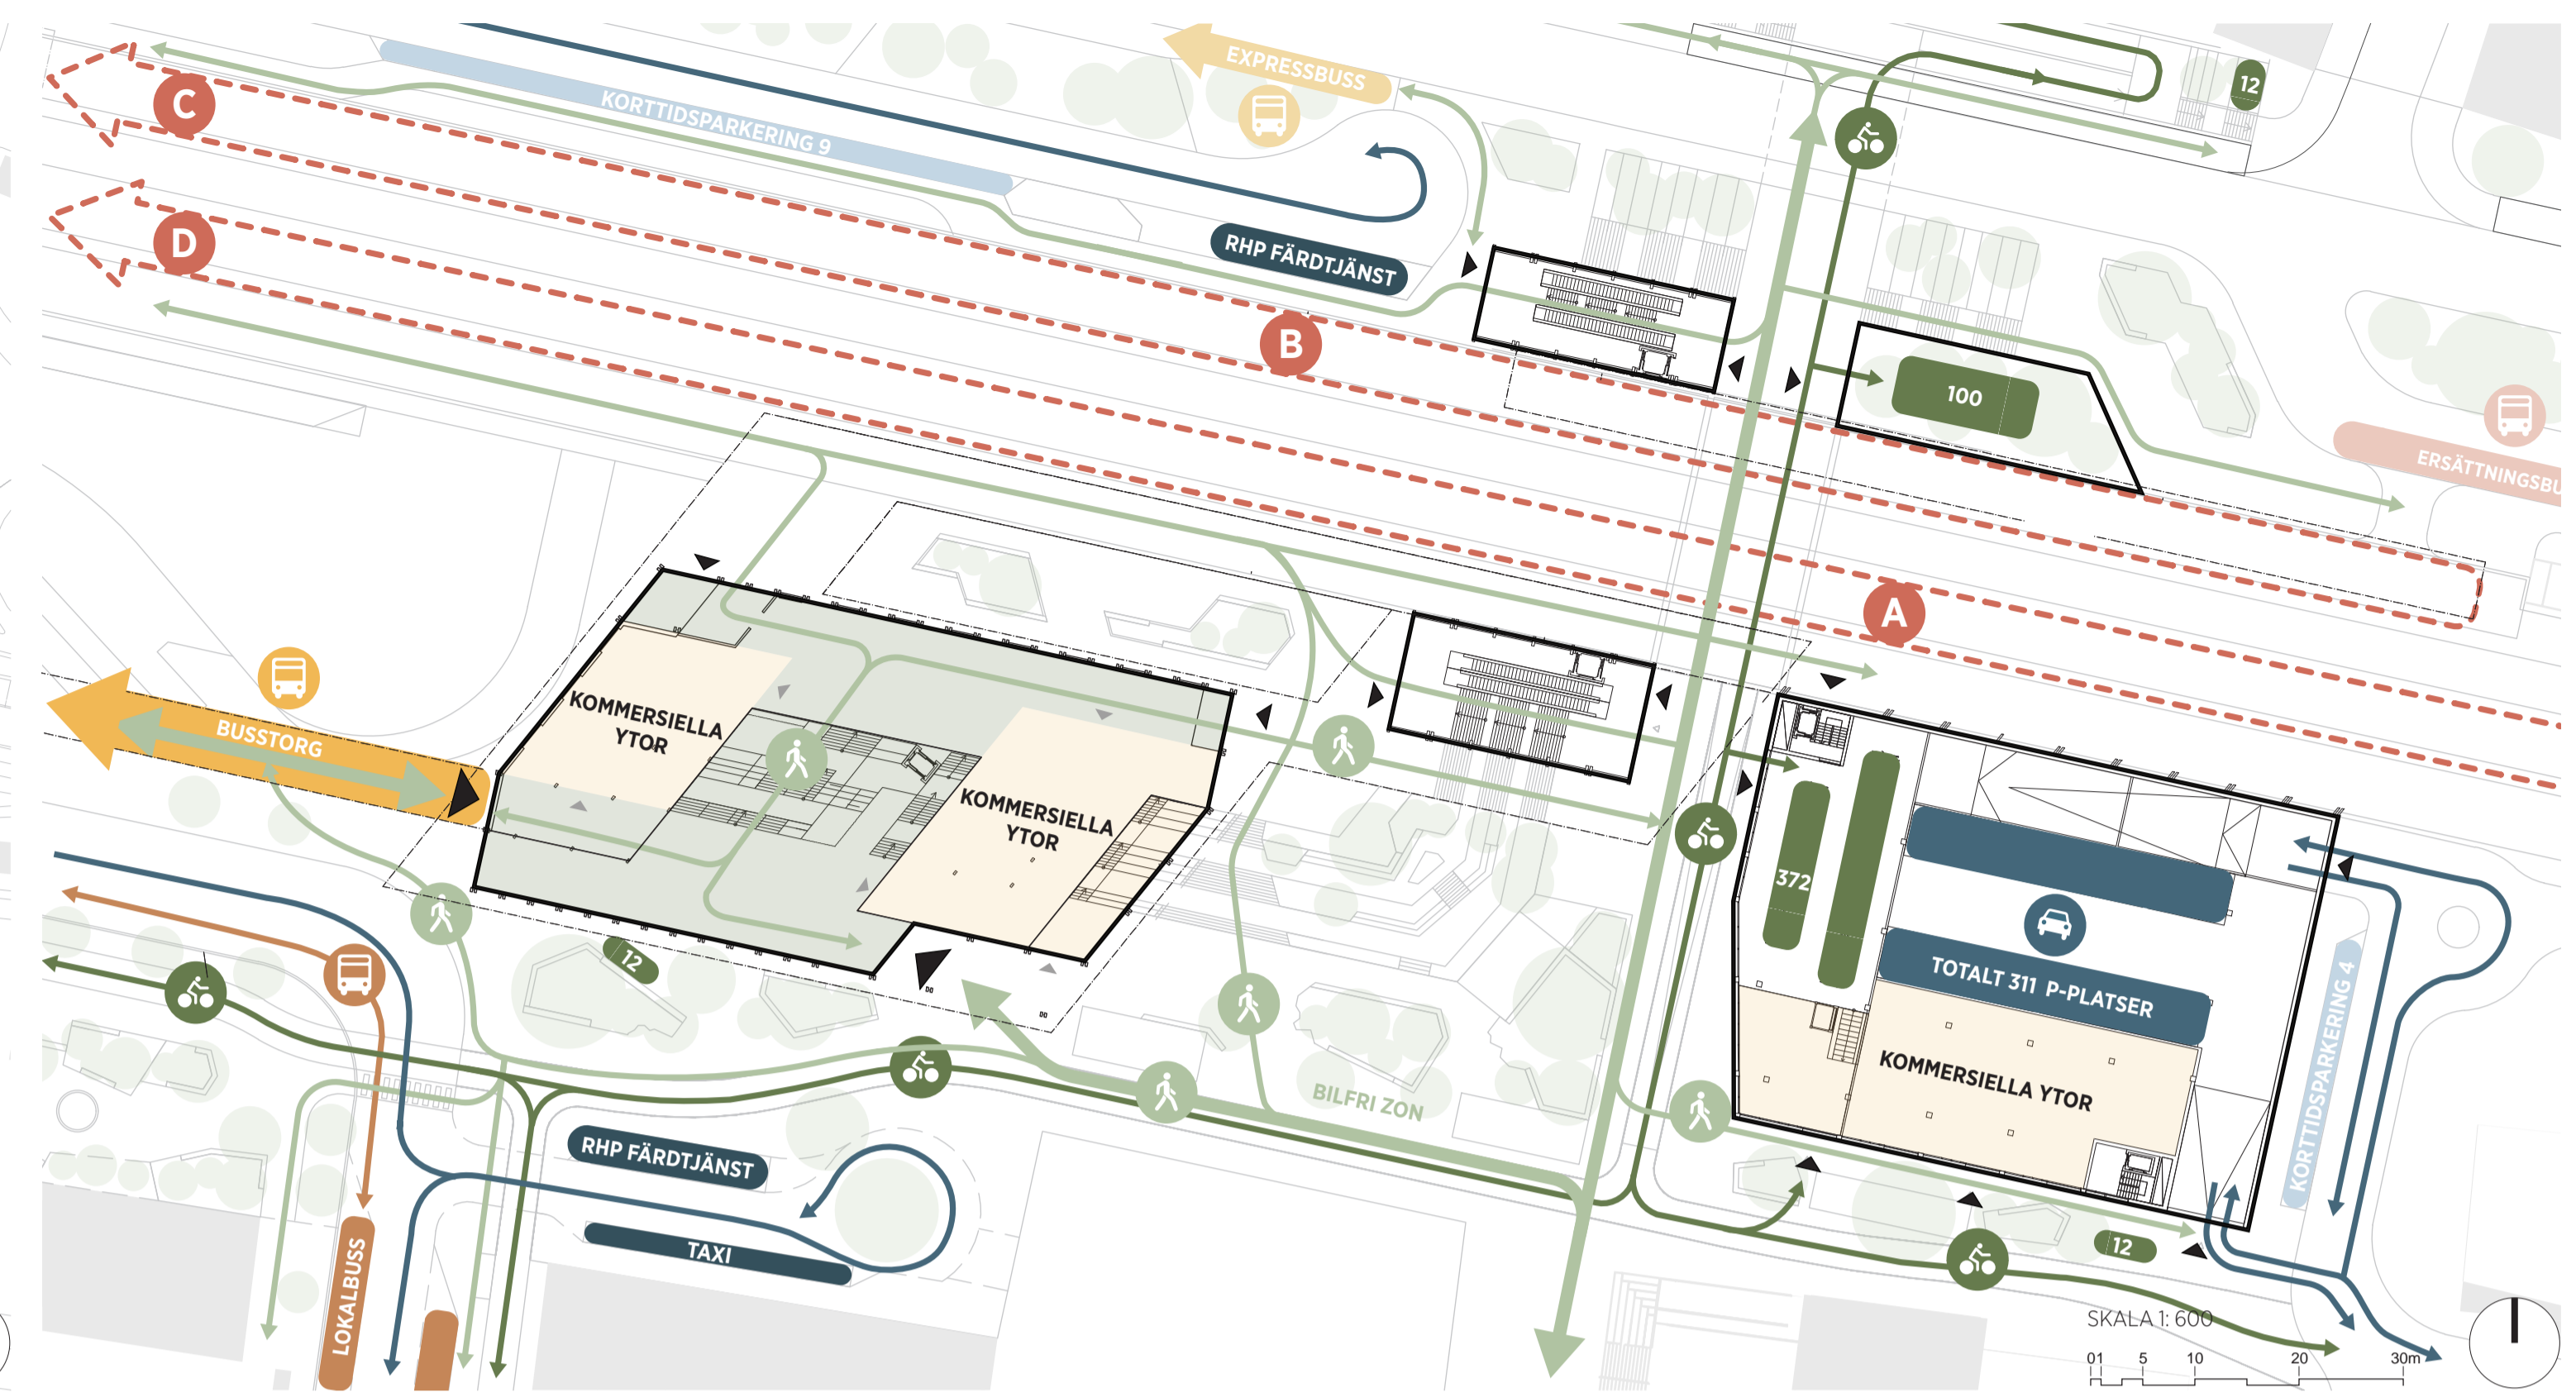 EXPRESSBUSS
12
C
KORTTIDSPARKERING 9
D
RHP FÄRDTJÄNST
B
100
ERSÄTTNINGSBU
A
BUSSTORG
KOMMERSIELLA
YTOR
KOMMERSIELLA
YTOR
372
12
TOTALT 311 P-PLATSER
KORTTIDSPARKERING 4
KOMMERSIELLA YTOR
BILFRI ZON
RHP FÄRDTJÄNST
TAXI
LOKALBUSS
12
SKALA 1: 600
01 5 10 20 30m